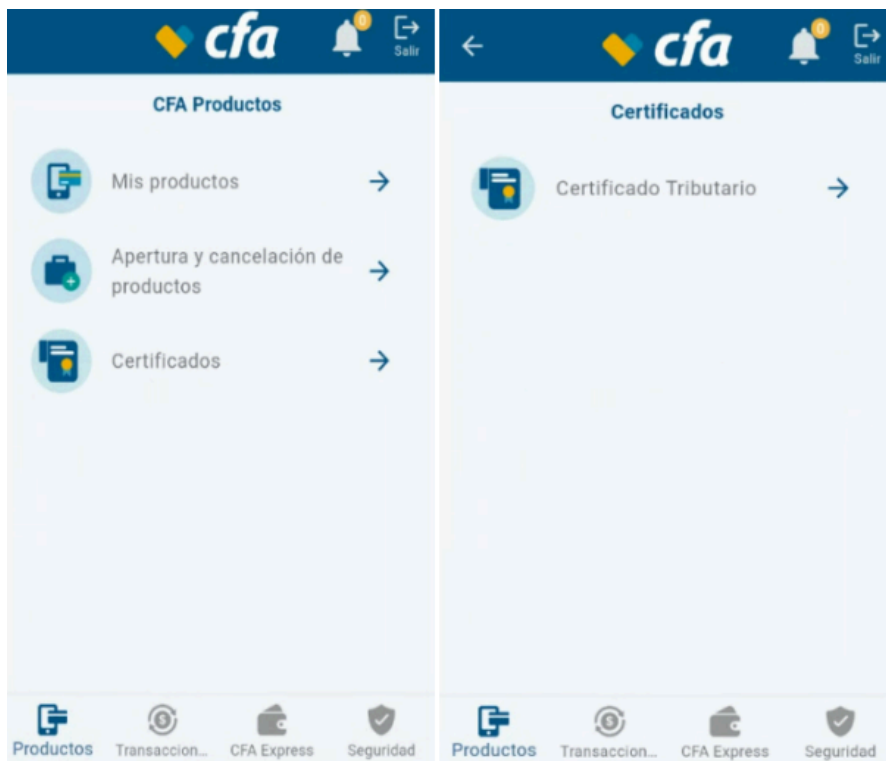 cfa
0
Salir
CFA Productos
Mis productos
Apertura y cancelación de
productos
Certificados
Productos
Transaccion...
CFA Express
Seguridad
cfa
0
Salir
Certificados
Certificado Tributario
Productos
Transaccion...
CFA Express
Seguridad